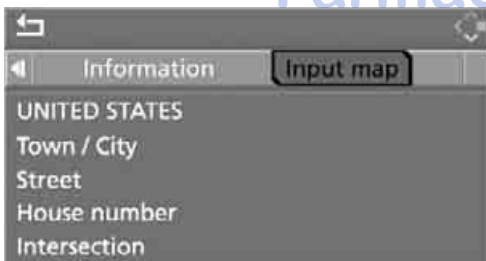 Information Input map
UNITED STATES
Town / City
Street
House number
Intersection